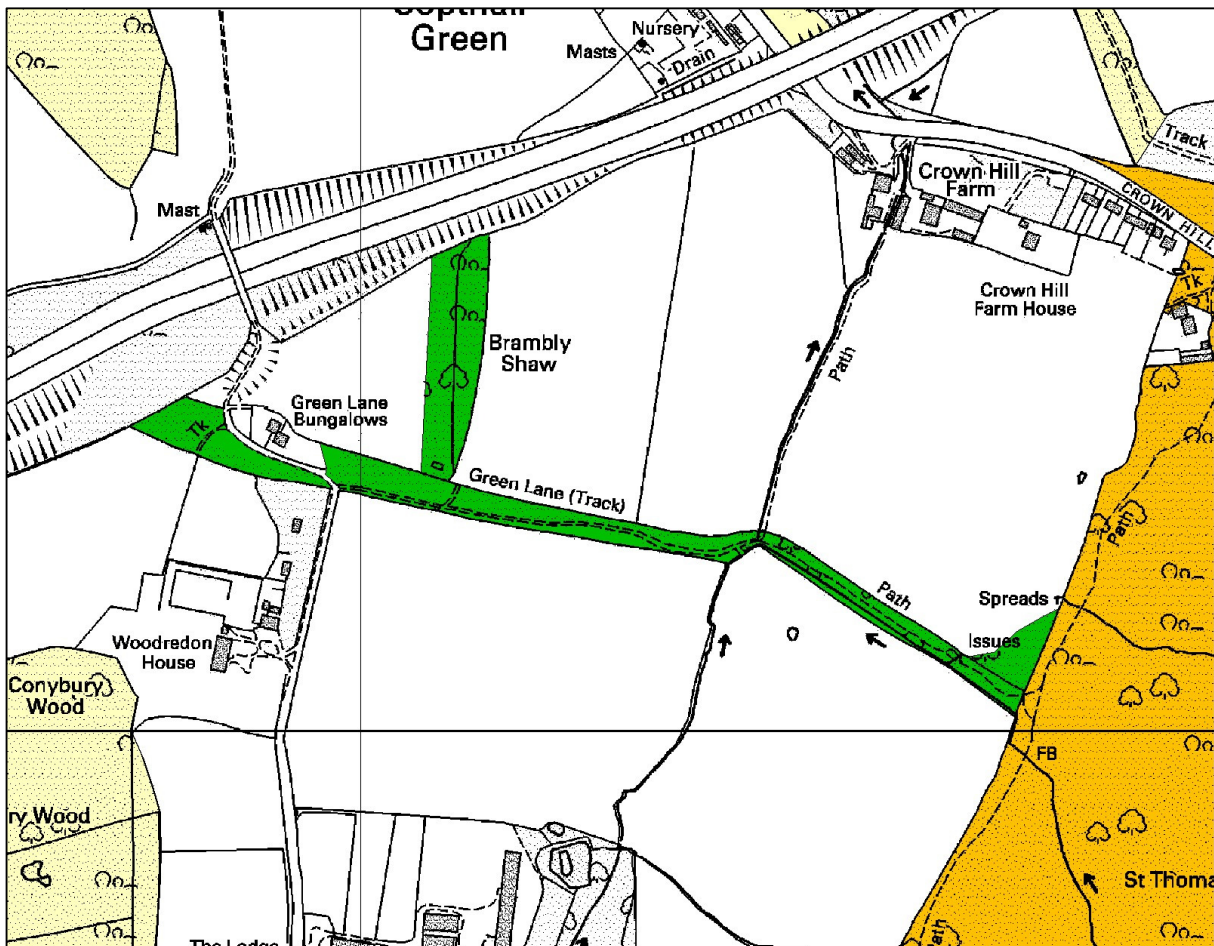 Green
Nursery
Masts
Drain
Track
Crown Hill
Farm
CROWN HILL
Mast
Tk
Crown Hill
Farm House
Brambly
Shaw
Path
Green Lane
Bungalows
Tk
Green Lane (Track)
Path
Path
Spreads
Issues
Woodredon
House
Conybury
Wood
FB
ry Wood
St Thoma
Path
The Lodge